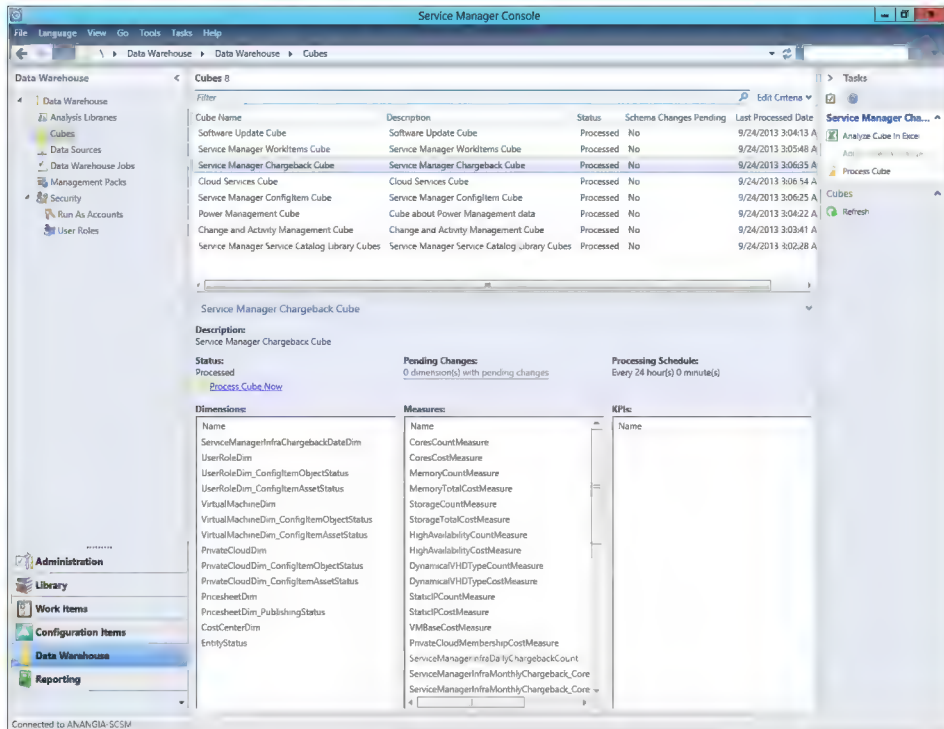 Service Manager Console
File Language View Go Tools Tasks Help
\ Data Warehouse Data Warehouse Cubes
Data Warehouse
Data Warehouse
Analysis Libraries
Cubes
Data Sources
Data Warehouse Jobs
Management Packs
Security
Run As Accounts
User Roles
Administration
Library
Work Items
Configuration Items
Data Warehouse
Reporting
Cubes 8
Filter
Edit Criteria
Cube Name Description Status Schema Changes Pending Last Processed Date
Software Update Cube Software Update Cube Processed No 9/24/2013 3:04:13 A
Service Manager WorkItems Cube Service Manager WorkItems Cube Processed No 9/24/2013 3:05:48 A
Service Manager Chargeback Cube Service Manager Chargeback Cube Processed No 9/24/2013 3:06:35 A
Cloud Services Cube Cloud Services Cube Processed No 9/24/2013 3:06:54 A
Service Manager ConfigItem Cube Service Manager ConfigItem Cube Processed No 9/24/2013 3:06:25 A
Power Management Cube Cube about Power Management data Processed No 9/24/2013 3:04:22 A
Change and Activity Management Cube Change and Activity Management Cube Processed No 9/24/2013 3:03:41 A
Service Manager Service Catalog Library Cubes Service Manager Service Catalog Library Cubes Processed No 9/24/2013 3:02:28 A
Service Manager Chargeback Cube
Description:
Service Manager Chargeback Cube
Status: Pending Changes: Processing Schedule:
Processed 0 dimension(s) with pending changes Every 24 hour(s) 0 minute(s)
Process Cube Now
Dimensions:
Name
ServiceManagerInfraChargebackDateDim
UserRoleDim
UserRoleDim_ConfigItemObjectStatus
UserRoleDim_ConfigItemAssetStatus
VirtualMachineDim
VirtualMachineDim_ConfigItemObjectStatus
VirtualMachineDim_ConfigItemAssetStatus
PrivateCloudDim
PrivateCloudDim_ConfigItemObjectStatus
PrivateCloudDim_ConfigItemAssetStatus
PricesheetDim
PricesheetDim_PublishingStatus
CostCenterDim
EntityStatus
Measures:
Name
CoresCountMeasure
CoresCostMeasure
MemoryCountMeasure
MemoryTotalCostMeasure
StorageCountMeasure
StorageTotalCostMeasure
HighAvailabilityCountMeasure
HighAvailabilityCostMeasure
DynamicalVHDTypeCountMeasure
DynamicalVHDTypeCostMeasure
StaticIPCountMeasure
StaticIPCostMeasure
VMBaseCostMeasure
PrivateCloudMembershipCostMeasure
ServiceManagerInfraDailyChargebackCount
ServiceManagerInfraMonthlyChargeback_Core
ServiceManagerInfraMonthlyChargeback_Core
KPIs:
Name
Tasks
Service Manager Cha...
Analyze Cube In Excel
Process Cube
Cubes
Refresh
Connected to ANANGIA-SCSM